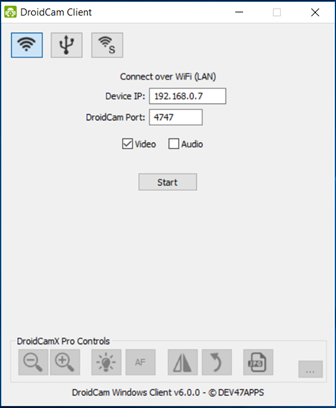 DroidCam Client
S
Connect over WiFi (LAN)
Device IP: 192.168.0.7
DroidCam Port: 4747
Video Audio
Start
DroidCamX Pro Controls
AF JPG ...
DroidCam Windows Client v6.0.0 - © DEV47APPS